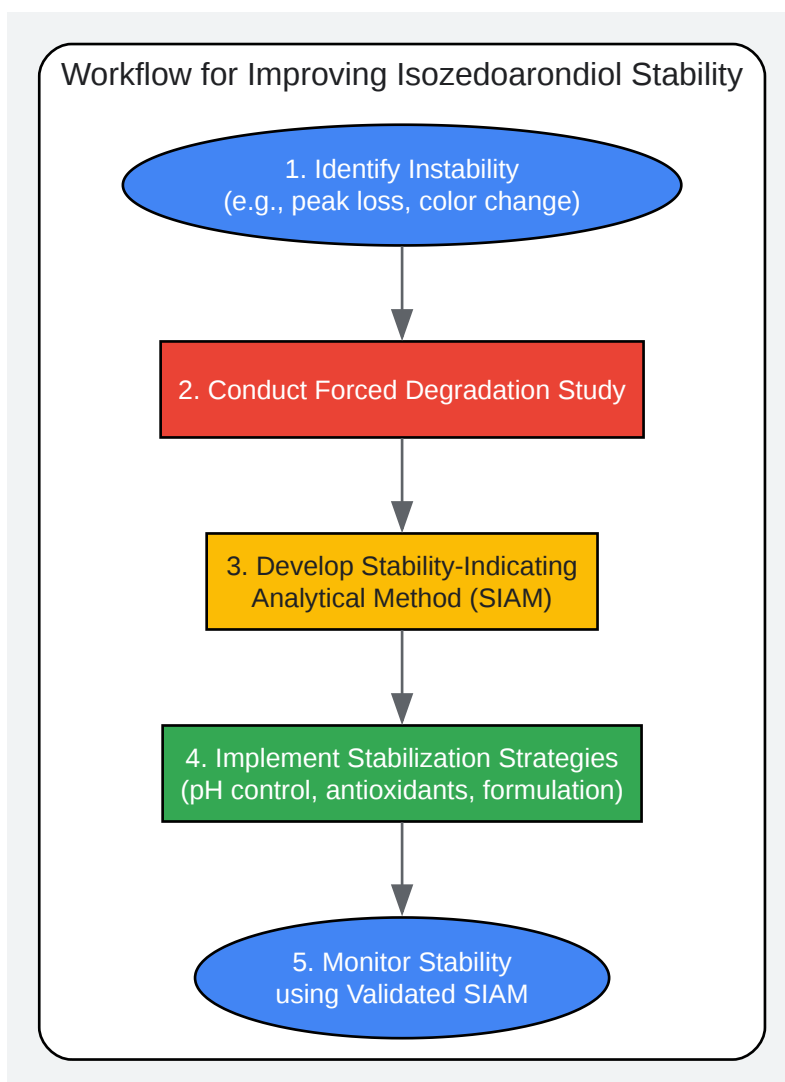 Workflow for Improving Isozedoarondiol Stability
1. Identify Instability
(e.g., peak loss, color change)
2. Conduct Forced Degradation Study
3. Develop Stability-Indicating
Analytical Method (SIAM)
4. Implement Stabilization Strategies
(pH control, antioxidants, formulation)
5. Monitor Stability
using Validated SIAM